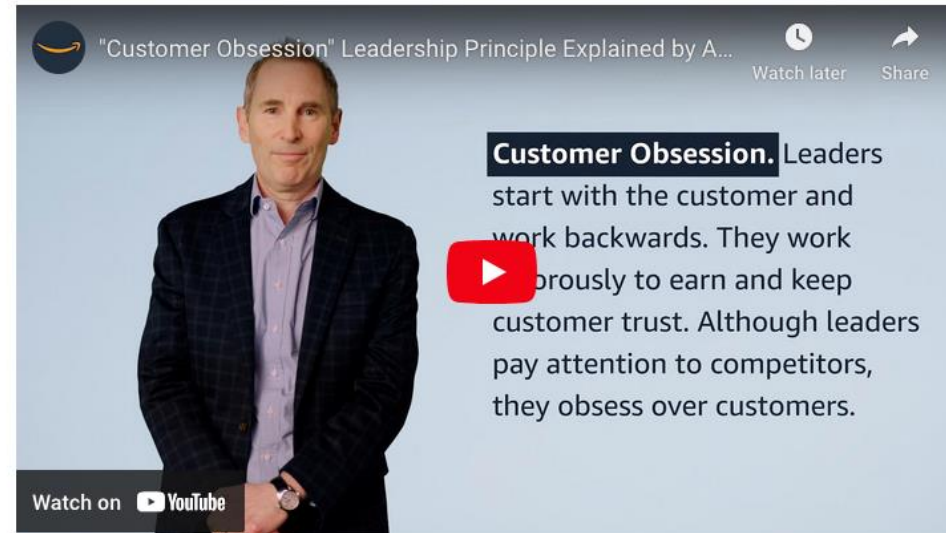 "Customer Obsession" Leadership Principle Explained by A...
Watch later
Share
Customer Obsession. Leaders
start with the customer and
work backwards. They work
to earn and keep
customer trust. Although leaders
pay attention to competitors,
they obsess over customers.
Watch on YouTube